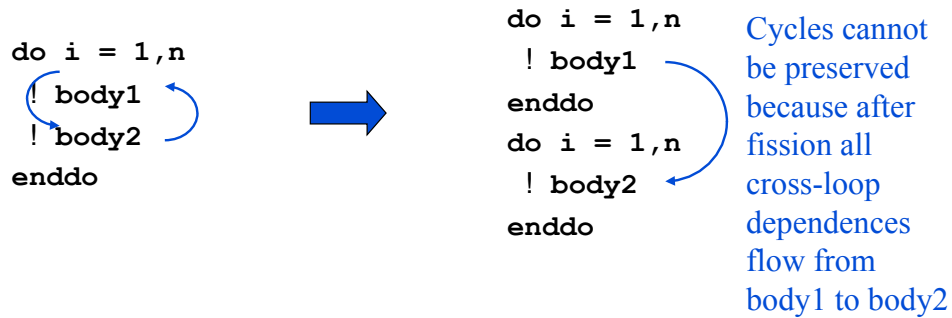 do i = 1,n
! body1
! body2
enddo
do i = 1,n
! body1
enddo
do i = 1,n
! body2
enddo
Cycles cannot
be preserved
because after
fission all
cross-loop
dependences
flow from
body1 to body2